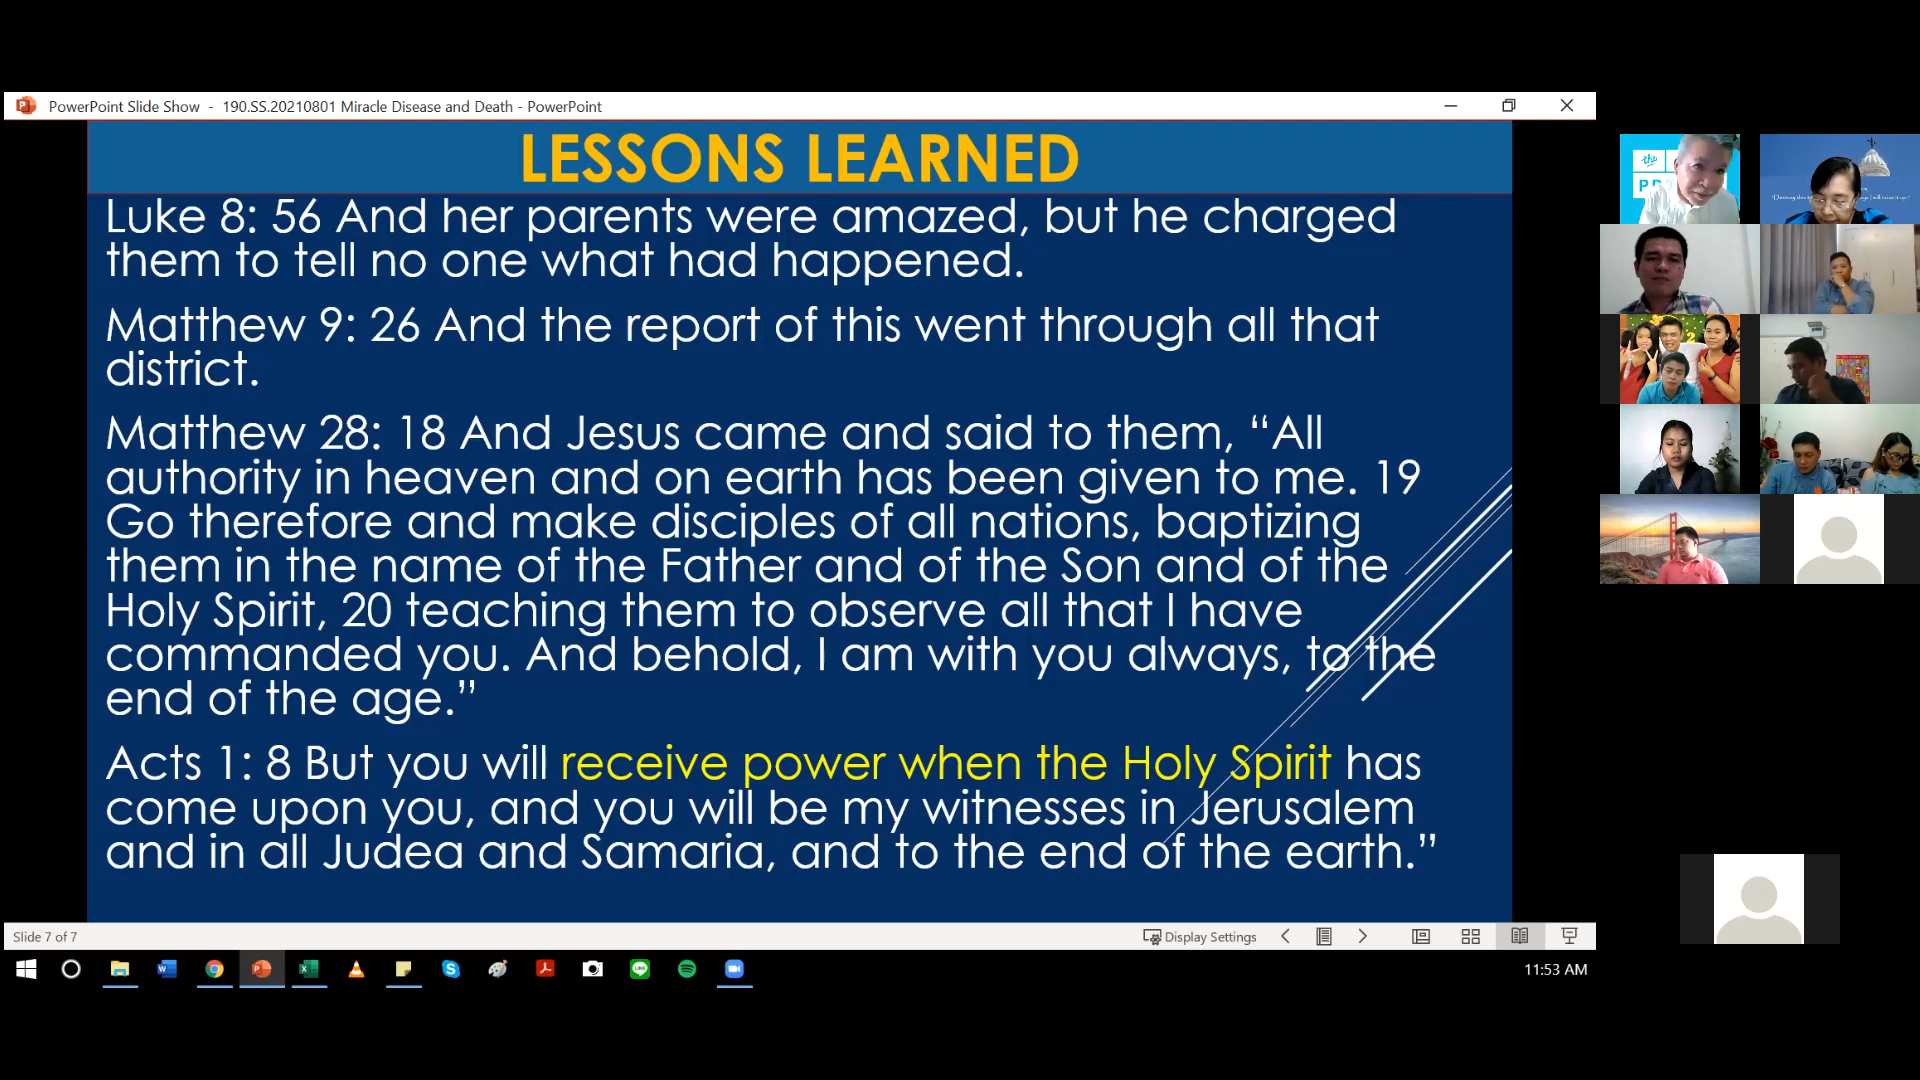 PowerPoint Slide Show - 190.SS.20210801 Miracle Disease and Death - PowerPoint
LESSONS LEARNED
Luke 8: 56 And her parents were amazed, but he charged
them to tell no one what had happened.
Matthew 9: 26 And the report of this went through all that
district.
Matthew 28: 18 And Jesus came and said to them, “All
authority in heaven and on earth has been given to me. 19
Go therefore and make disciples of all nations, baptizing
them in the name of the Father and of the Son and of the
Holy Spirit, 20 teaching them to observe all that I have
commanded you. And behold, I am with you always, to the
end of the age.”
Acts 1: 8 But you will receive power when the Holy Spirit has
come upon you, and you will be my witnesses in Jerusalem
and in all Judea and Samaria, and to the end of the earth.”
Slide 7 of 7
Display Settings
11:53 AM
the